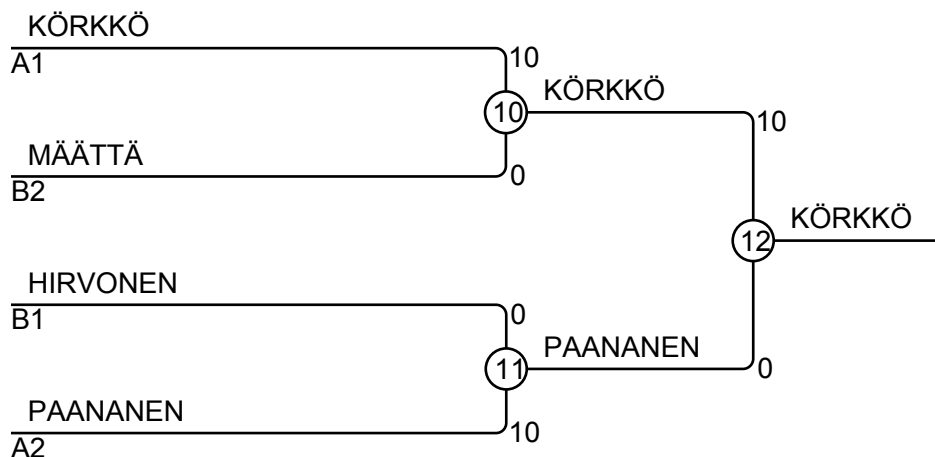 KÖRKKÖ
A1
10
10
KÖRKKÖ
10
MÄÄTTÄ
B2
0
12
KÖRKKÖ
HIRVONEN
B1
0
11
PAANANEN
0
PAANANEN
A2
10